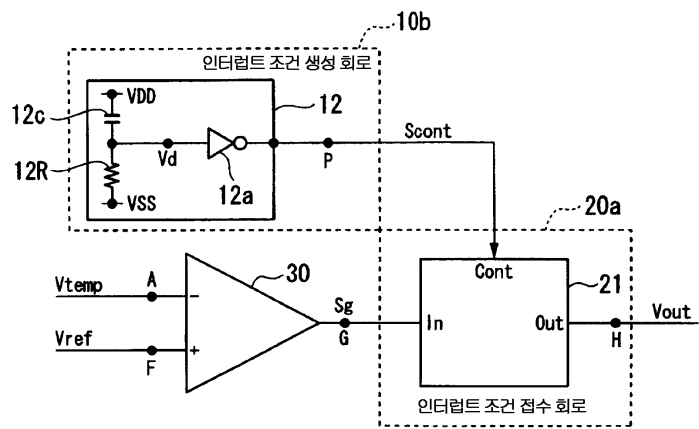 10b
인터럽트 조건 생성 회로
VDD
12
12c
Scont
Vd
P
12R
12a
VSS
20a
Cont
30
21
Vtemp
A
−
Sg
Vout
In
Out
G
H
Vref
+
F
인터럽트 조건 접수 회로